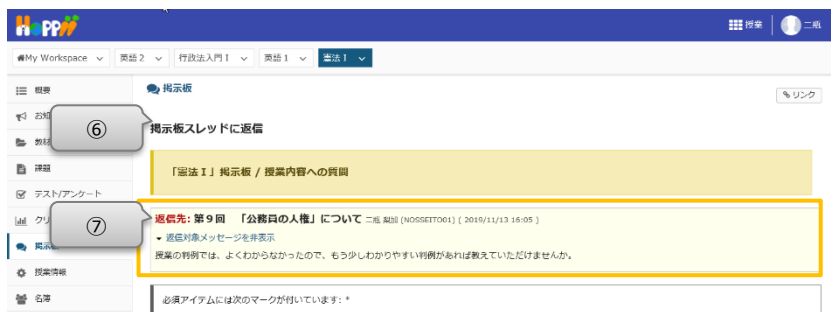 HoPPii
授業
二瓶
My Workspace
英語２
行政法入門Ⅰ
英語１
憲法Ⅰ
概要
掲示板
リンク
お知
⑥
掲示板スレッドに返信
教材
課題
「憲法Ⅰ」掲示板 / 授業内容への質問
テスト/アンケート
クリ
⑦
返信先: 第９回 「公務員の人権」について 二瓶 梨加 (NOSSEIT001) ( 2019/11/13 16:05 )
返信対象メッセージを非表示
掲示板
授業の判例では、よくわからなかったので、もう少しわかりやすい判例があれば教えていただけませんか。
授業情報
名簿
必須アイテムには次のマークが付いています: *